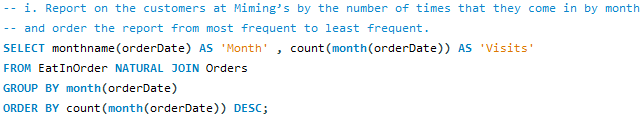 -- i. Report on the customers at Miming’s by the number of times that they come in by month
-- and order the report from most frequent to least frequent.
SELECT monthname(orderDate) AS 'Month' , count(month(orderDate)) AS 'Visits'
FROM EatInOrder NATURAL JOIN Orders
GROUP BY month(orderDate)
ORDER BY count(month(orderDate)) DESC;